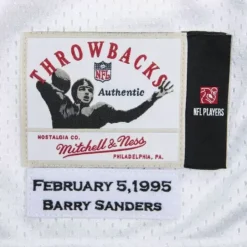 THROWBACKS
NFL
Authentic
NFL PLAYERS
NOSTALGIA CO.
Mitchell & Ness
PHILADELPHIA, PA.
FEBRUARY 5,1995
BARRY SANDERS